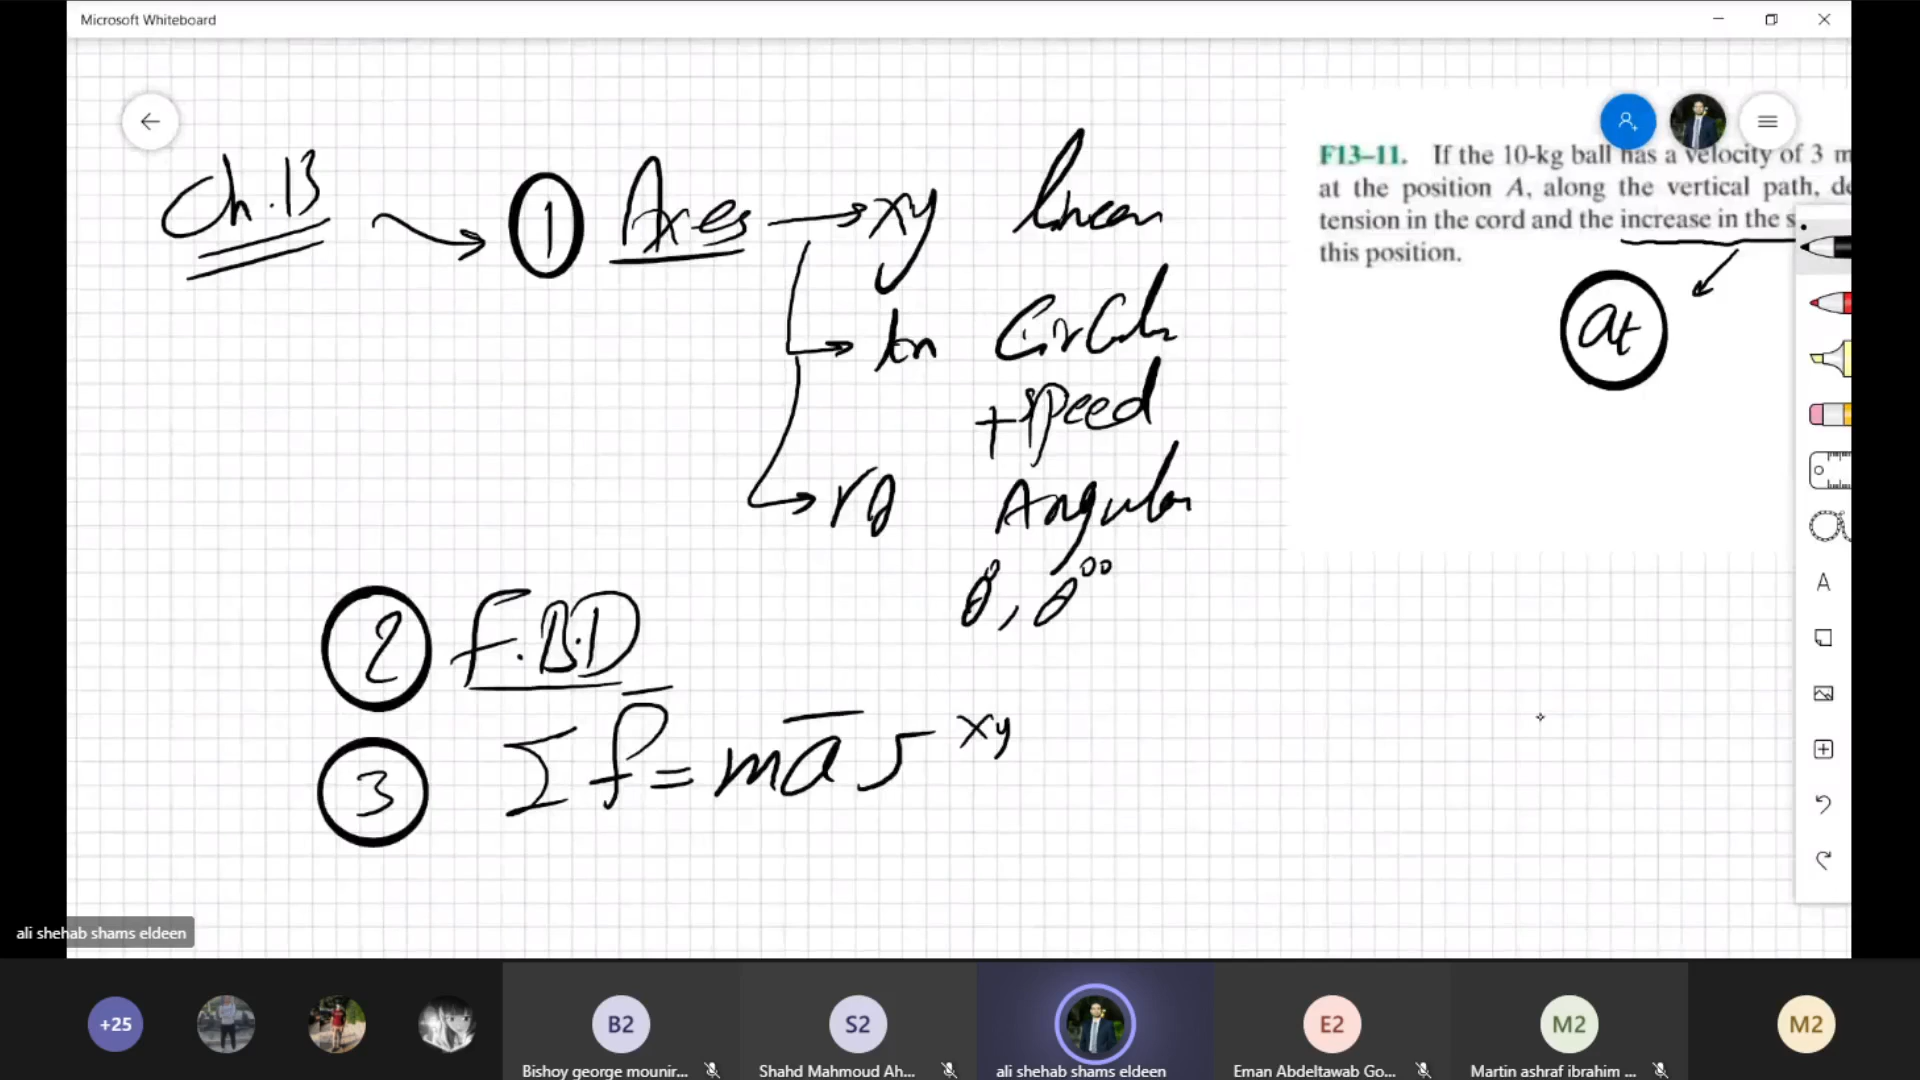 Microsoft Whiteboard
Ch.13
1 Axes → xy linear
tn Circular
+ speed
rθ Angular
θ°, θ°°
2 F.B.D
3 Σ F = m a xy
F13–11. If the 10-kg ball has a velocity of 3 m
at the position A, along the vertical path, de
tension in the cord and the increase in the s
this position.
at
A
ali shehab shams eldeen
+25
B2
S2
E2
M2
M2
Bishoy george mounir...
Shahd Mahmoud Ah...
ali shehab shams eldeen
Eman Abdeltawab Go...
Martin ashraf ibrahim ...